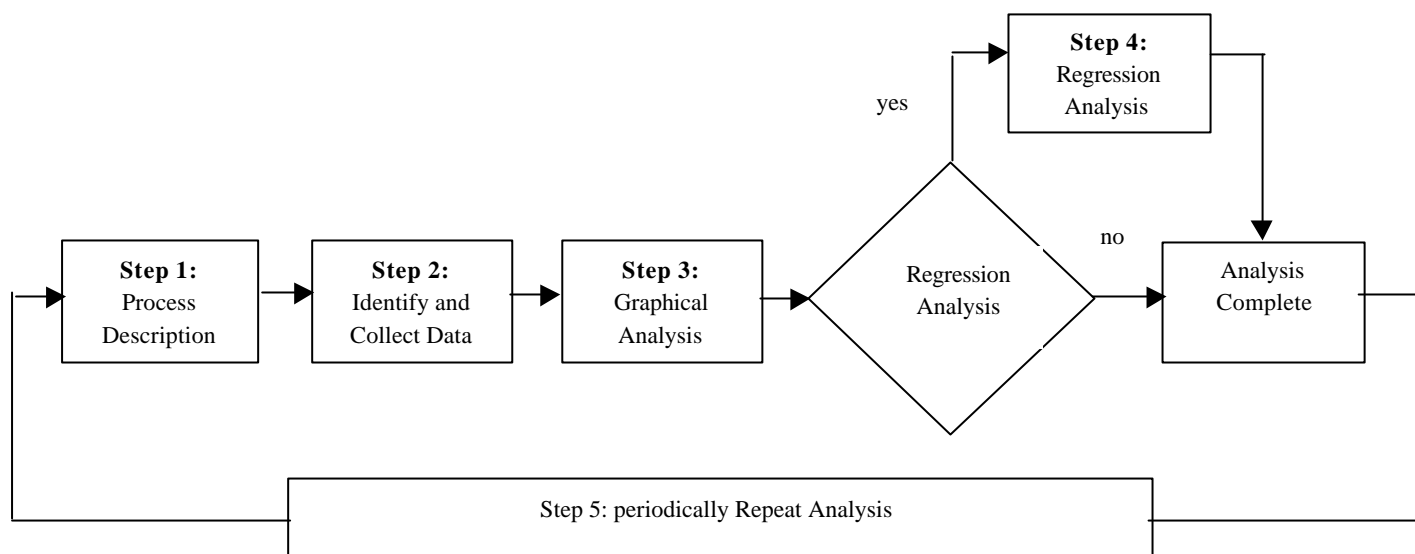 Step 1:
Process
Description
Step 2:
Identify and
Collect Data
Step 3:
Graphical
Analysis
Regression
Analysis
yes
Step 4:
Regression
Analysis
no
Analysis
Complete
Step 5: periodically Repeat Analysis